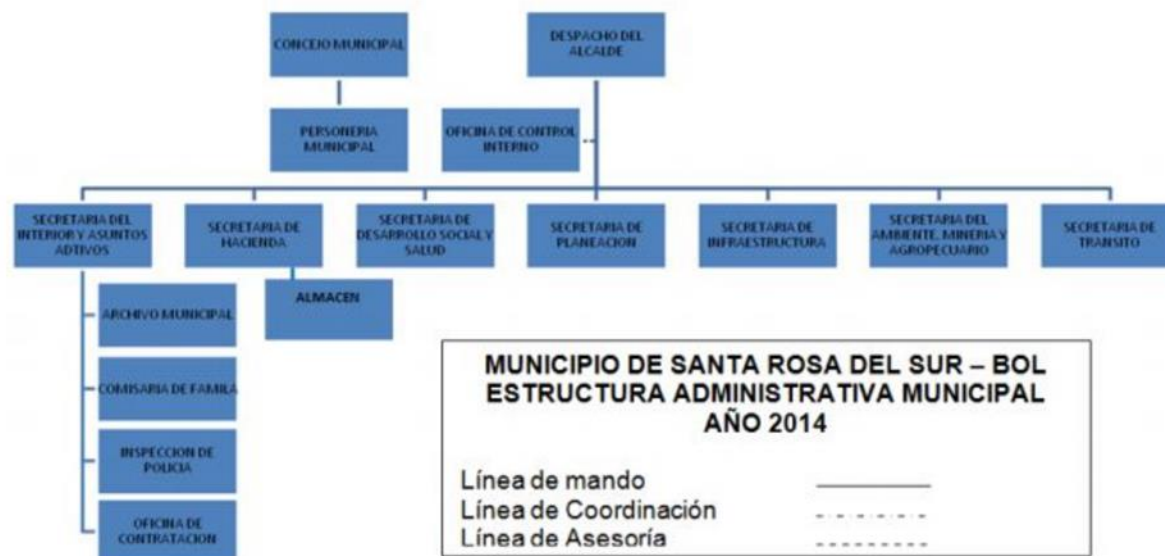 CONCEJO MUNICIPAL
DESPACHO DEL
ALCALDE
PERSONERIA
MUNICIPAL
OFICINA DE CONTROL
INTERNO
SECRETARIA DEL
INTERIOR Y ASUNTOS
ADTIVOS
SECRETARIA DE
HACIENDA
SECRETARIA DE
DESARROLLO SOCIAL Y
SALUD
SECRETARIA DE
PLANEACION
SECRETARIA DE
INFRAESTRUCTURA
SECRETARIA DEL
AMBIENTE, MINERIA Y
AGROPECUARIO
SECRETARIA DE
TRANSITO
ARCHIVO MUNICIPAL
ALMACEN
COMISARIA DE FAMILA
INSPECCION DE
POLICIA
OFICINA DE
CONTRATACION
MUNICIPIO DE SANTA ROSA DEL SUR – BOL
ESTRUCTURA ADMINISTRATIVA MUNICIPAL
AÑO 2014
Línea de mando
Línea de Coordinación
Línea de Asesoría